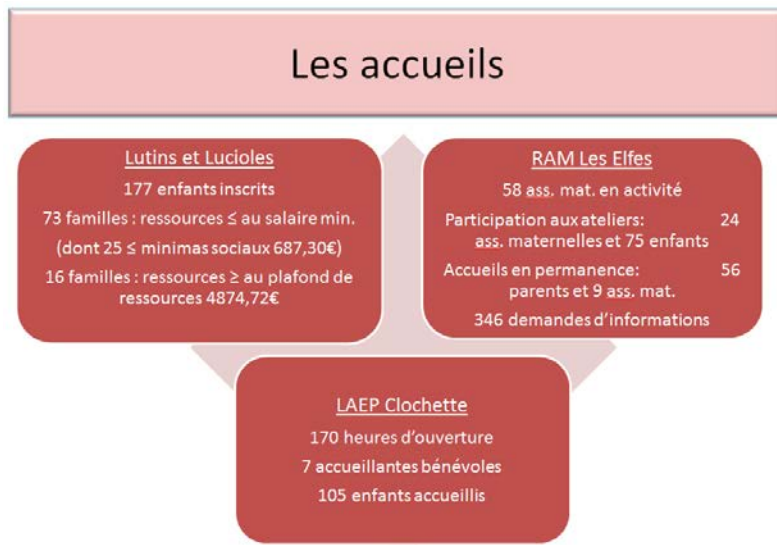 Les accueils
Lutins et Lucioles
177 enfants inscrits
73 familles : ressources ≤ au salaire min.
(dont 25 ≤ minimas sociaux 687,30€)
16 familles : ressources ≥ au plafond de
ressources 4874,72€
RAM Les Elfes
58 ass. mat. en activité
Participation aux ateliers: 24
ass. maternelles et 75 enfants
Accueils en permanence: 56
parents et 9 ass. mat.
346 demandes d'informations
LAEP Clochette
170 heures d'ouverture
7 accueillantes bénévoles
105 enfants accueillis